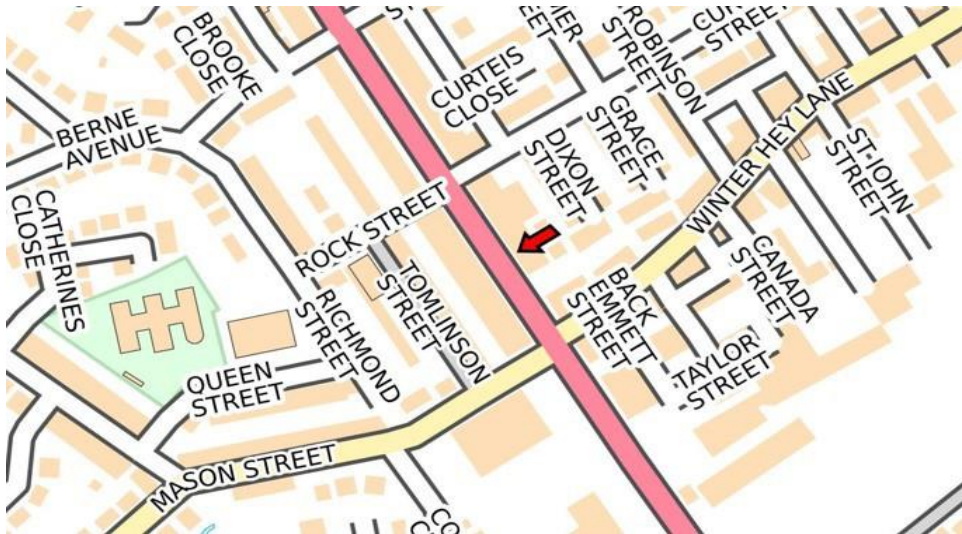 BROOKE
CLOSE
CURTEIS
CLOSE
ROBINSON
STREET
BERNE
AVENUE
GRACE
STREET
DIXON
STREET
WINTER HEY LANE
ST-JOHN
STREET
CATHERINES
CLOSE
ROCK STREET
TOMLINSON
STREET
RICHMOND
STREET
BACK
EMMETT
STREET
CANADA
STREET
TAYLOR
STREET
QUEEN
STREET
MASON STREET